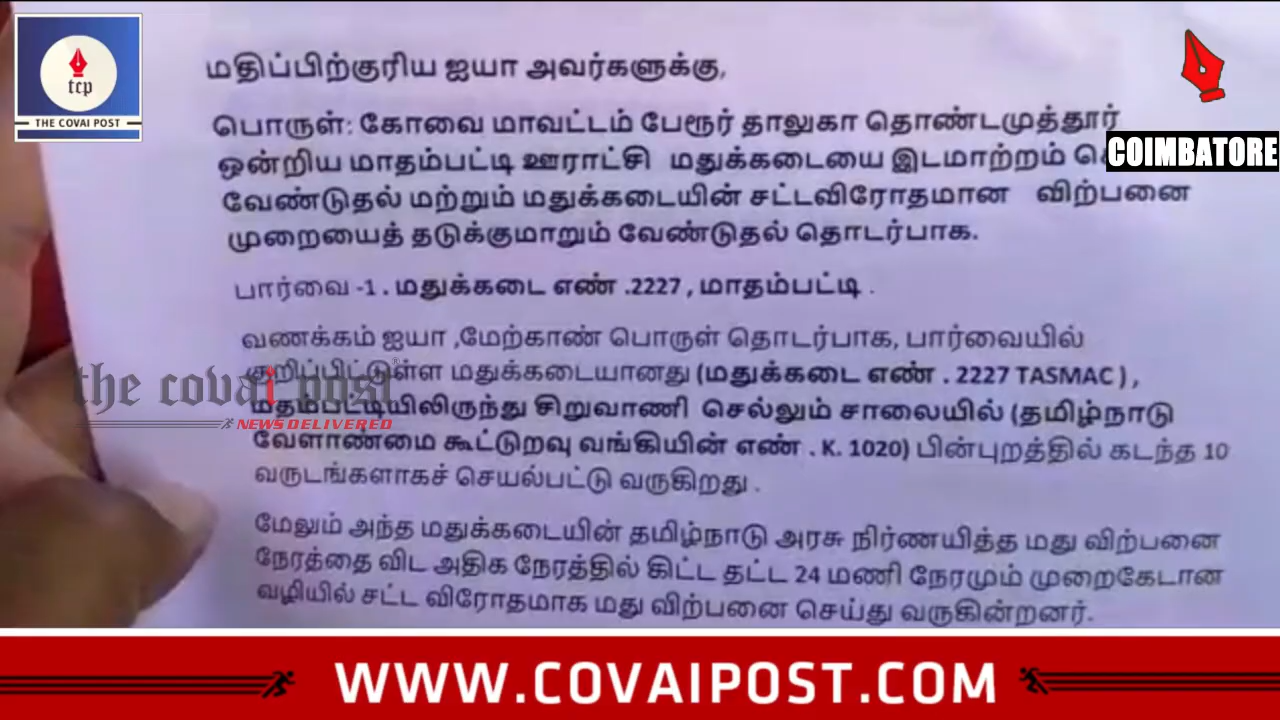 tcp
THE COVAI POST
COIMBATORE
மதிப்பிற்குரிய ஐயா அவர்களுக்கு,
பொருள்: கோவை மாவட்டம் பேரூர் தாலுகா தொண்டமுத்தூர்
ஒன்றிய மாதம்பட்டி ஊராட்சி மதுக்கடையை இடமாற்றம்
வேண்டுதல் மற்றும் மதுக்கடையின் சட்டவிரோதமான விற்பனை
முறையைத் தடுக்குமாறும் வேண்டுதல் தொடர்பாக.
பார்வை -1 . மதுக்கடை எண் .2227 , மாதம்பட்டி .
வணக்கம் ஐயா ,மேற்காண் பொருள் தொடர்பாக, பார்வையில்
குறிப்பிட்டுள்ள மதுக்கடையானது (மதுக்கடை எண் . 2227 TASMAC ) ,
மதம்பட்டியிலிருந்து சிறுவாணி செல்லும் சாலையில் (தமிழ்நாடு
வேளாண்மை கூட்டுறவு வங்கியின் எண் . K. 1020) பின்புறத்தில் கடந்த 10
வருடங்களாகச் செயல்பட்டு வருகிறது .
மேலும் அந்த மதுக்கடையின் தமிழ்நாடு அரசு நிர்ணயித்த மது விற்பனை
நேரத்தை விட அதிக நேரத்தில் கிட்ட தட்ட 24 மணி நேரமும் முறைகேடான
வழியில் சட்ட விரோதமாக மது விற்பனை செய்து வருகின்றனர்.
the covai post
NEWS DELIVERED
WWW.COVAIPOST.COM